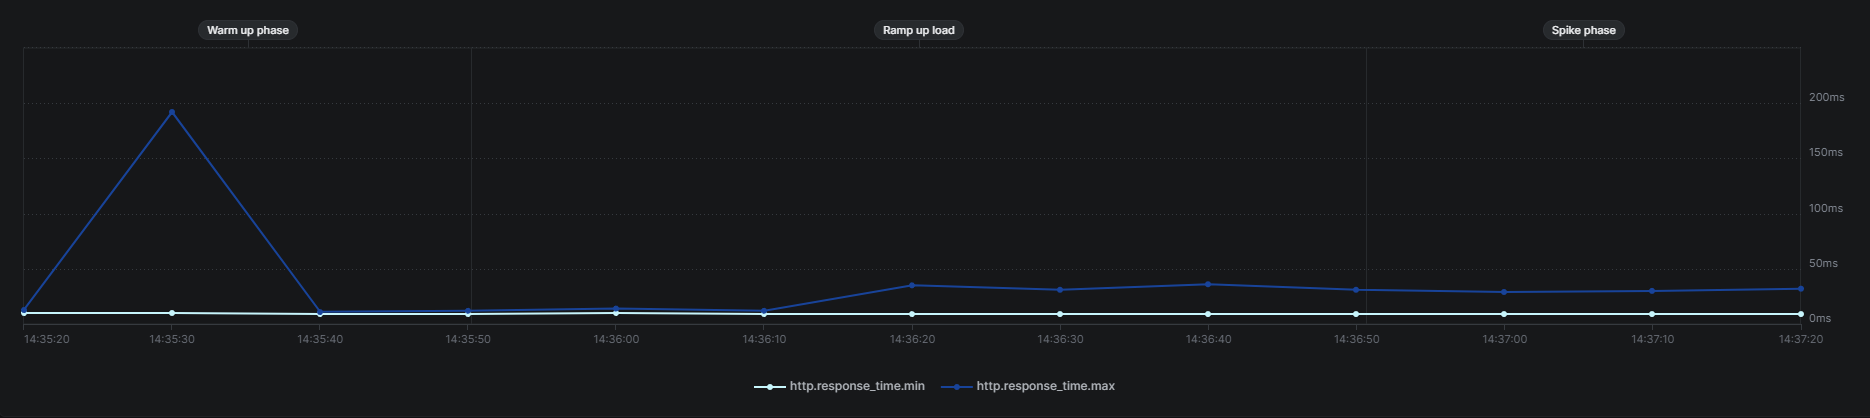 Warm up phase
Ramp up load
Spike phase
200ms
150ms
100ms
50ms
0ms
14:35:20
14:35:30
14:35:40
14:35:50
14:36:00
14:36:10
14:36:20
14:36:30
14:36:40
14:36:50
14:37:00
14:37:10
14:37:20
http.response_time.min
http.response_time.max